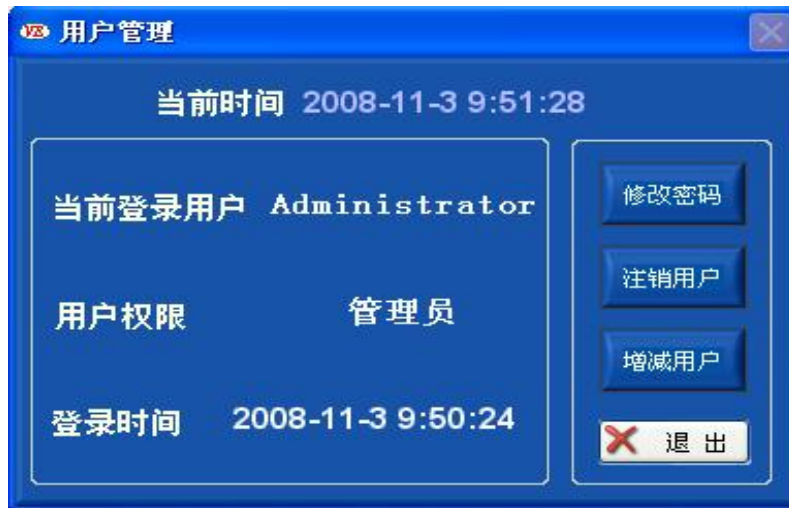 VB 用户管理
当前时间 2008-11-3 9:51:28
当前登录用户 Administrator
用户权限 管理员
登录时间 2008-11-3 9:50:24
修改密码
注销用户
增减用户
退 出